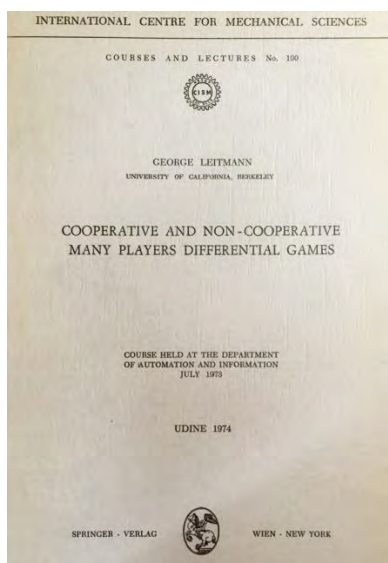 INTERNATIONAL CENTRE FOR MECHANICAL SCIENCES
COURSES AND LECTURES No. 190
CISM
GEORGE LEITMANN
UNIVERSITY OF CALIFORNIA, BERKELEY
COOPERATIVE AND NON-COOPERATIVE
MANY PLAYERS DIFFERENTIAL GAMES
COURSE HELD AT THE DEPARTMENT
OF AUTOMATION AND INFORMATION
JULY 1973
UDINE 1974
SPRINGER - VERLAG
WIEN - NEW YORK